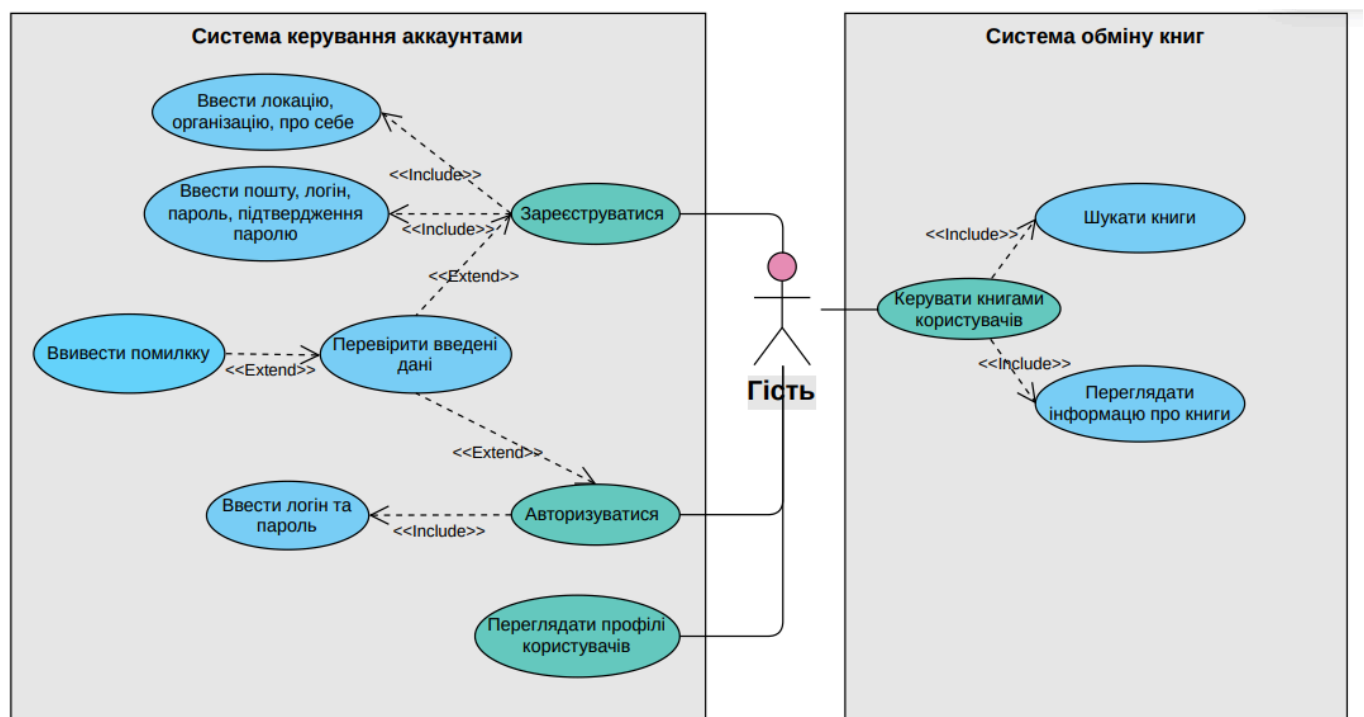 Система керування аккаунтами
Ввести локацію,
організацію, про себе
<<Include>>
Ввести пошту, логін,
пароль, підтвердження
паролю
<<Include>>
Зареєструватися
<<Extend>>
Ввивести помилкку
<<Extend>>
Перевірити введені
дані
<<Extend>>
Ввести логін та
пароль
<<Include>>
Авторизуватися
Переглядати профілі
користувачів
Гість
Система обміну книг
Шукати книги
<<Include>>
Керувати книгами
користувачів
<<Include>>
Переглядати
інформацю про книги